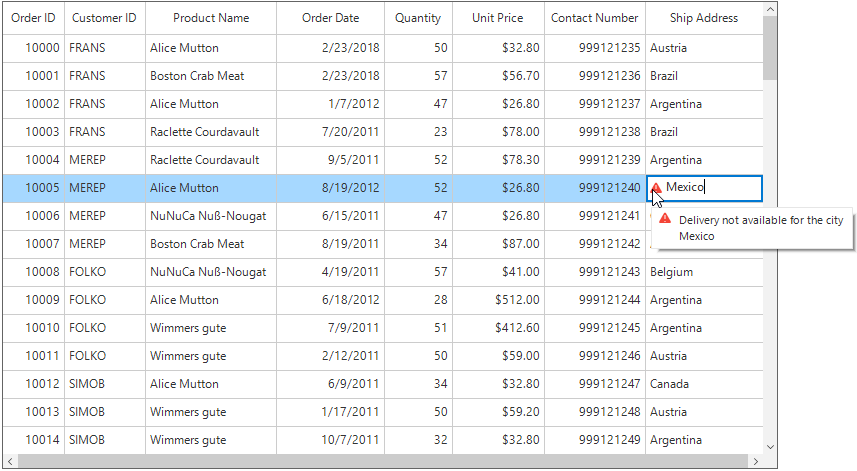 Order ID Customer ID Product Name Order Date Quantity Unit Price Contact Number Ship Address
10000 FRANS Alice Mutton 2/23/2018 50 $32.80 999121235 Austria
10001 FRANS Boston Crab Meat 2/23/2018 57 $56.70 999121236 Brazil
10002 FRANS Alice Mutton 1/7/2012 47 $26.80 999121237 Argentina
10003 FRANS Raclette Courdavault 7/20/2011 23 $78.00 999121238 Brazil
10004 MEREP Raclette Courdavault 9/5/2011 52 $78.30 999121239 Argentina
10005 MEREP Alice Mutton 8/19/2012 52 $26.80 999121240 Mexico
10006 MEREP NuNuCa Nuß-Nougat 6/15/2011 47 $26.80 999121241
Delivery not available for the city
Mexico
10007 MEREP Boston Crab Meat 8/19/2011 34 $87.00 999121242
10008 FOLKO NuNuCa Nuß-Nougat 4/19/2011 57 $41.00 999121243 Belgium
10009 FOLKO Alice Mutton 6/18/2012 28 $512.00 999121244 Argentina
10010 FOLKO Wimmers gute 7/9/2011 51 $412.60 999121245 Argentina
10011 FOLKO Wimmers gute 2/12/2011 50 $59.00 999121246 Austria
10012 SIMOB Alice Mutton 6/9/2011 34 $32.80 999121247 Canada
10013 SIMOB Wimmers gute 1/17/2011 50 $59.20 999121248 Austria
10014 SIMOB Wimmers gute 10/7/2011 32 $32.80 999121249 Argentina